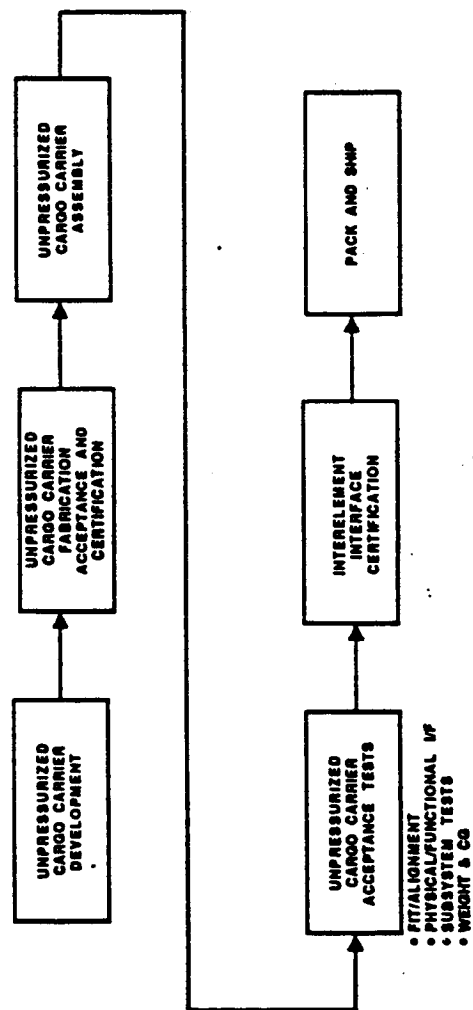 UNPRESSURIZED
CARGO CARRIER
DEVELOPMENT
UNPRESSURIZED
CARGO CARRIER
FABRICATION
ACCEPTANCE AND
CERTIFICATION
UNPRESSURIZED
CARGO CARRIER
ASSEMBLY
UNPRESSURIZED
CARGO CARRIER
ACCEPTANCE TESTS
• FIT/ALIGNMENT
• PHYSICAL/FUNCTIONAL I/F
• SUBSYSTEM TESTS
• WEIGHT & CG
INTERELEMENT
INTERFACE
CERTIFICATION
PACK AND SHIP